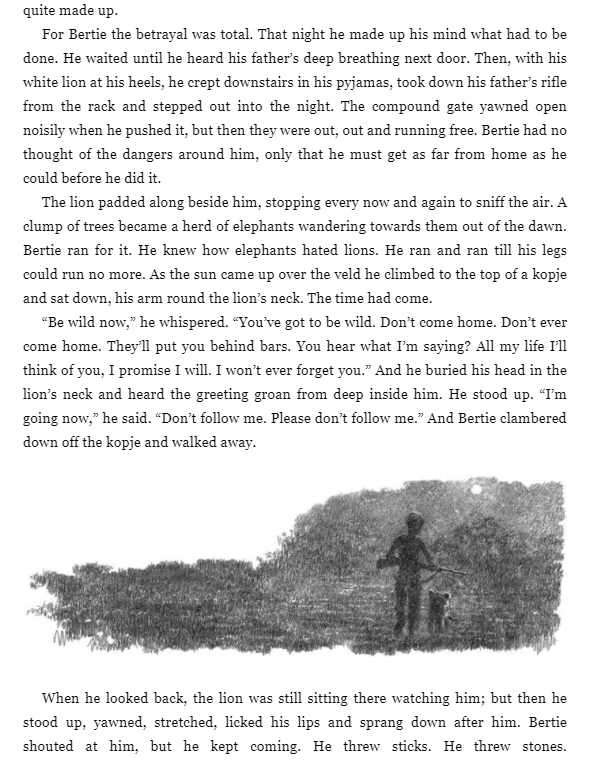 quite made up.
For Bertie the betrayal was total. That night he made up his mind what had to be
done. He waited until he heard his father’s deep breathing next door. Then, with his
white lion at his heels, he crept downstairs in his pyjamas, took down his father’s rifle
from the rack and stepped out into the night. The compound gate yawned open
noisily when he pushed it, but then they were out, out and running free. Bertie had no
thought of the dangers around him, only that he must get as far from home as he
could before he did it.
The lion padded along beside him, stopping every now and again to sniff the air. A
clump of trees became a herd of elephants wandering towards them out of the dawn.
Bertie ran for it. He knew how elephants hated lions. He ran and ran till his legs
could run no more. As the sun came up over the veld he climbed to the top of a kopje
and sat down, his arm round the lion’s neck. The time had come.
“Be wild now,” he whispered. “You’ve got to be wild. Don’t come home. Don’t ever
come home. They’ll put you behind bars. You hear what I’m saying? All my life I’ll
think of you, I promise I will. I won’t ever forget you.” And he buried his head in the
lion’s neck and heard the greeting groan from deep inside him. He stood up. “I’m
going now,” he said. “Don’t follow me. Please don’t follow me.” And Bertie clambered
down off the kopje and walked away.
When he looked back, the lion was still sitting there watching him; but then he
stood up, yawned, stretched, licked his lips and sprang down after him. Bertie
shouted at him, but he kept coming. He threw sticks. He threw stones.